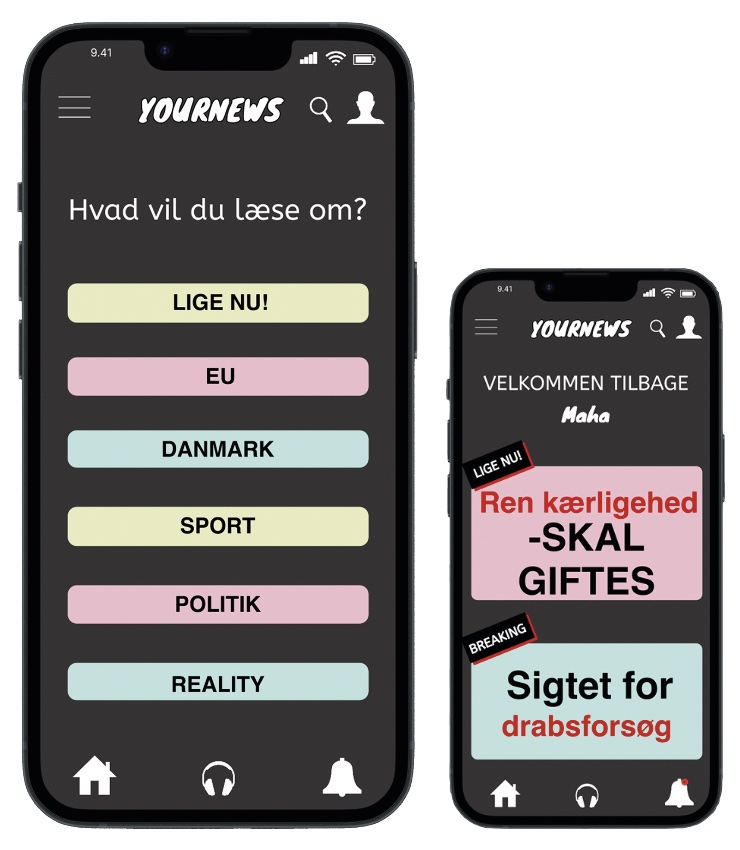 9.41
YOURNEWS
Hvad vil du læse om?
LIGE NU!
EU
DANMARK
SPORT
POLITIK
REALITY
9.41
YOURNEWS
VELKOMMEN TILBAGE
Maha
LIGE NU!
Ren kærligehed
-SKAL
GIFTES
BREAKING
Sigtet for
drabsforsøg